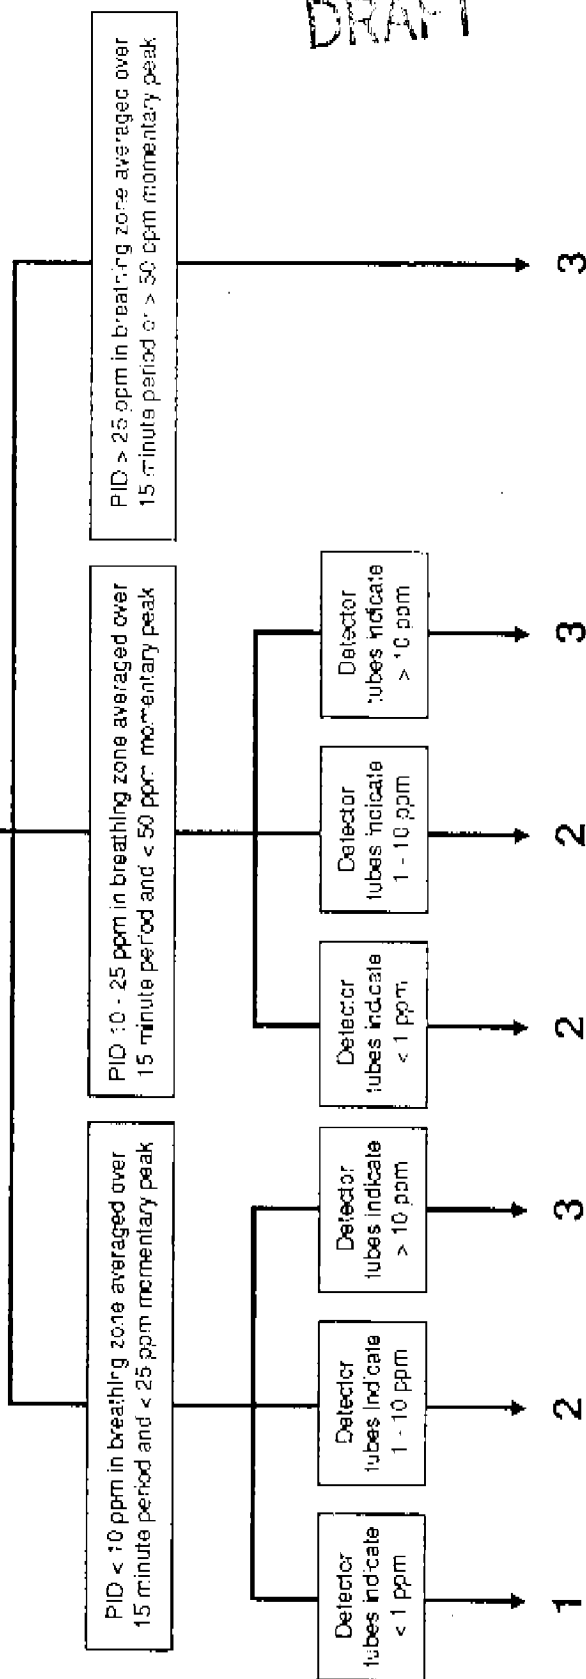 DRAFT
PID < 10 ppm in breathing zone averaged over
15 minute period and < 25 ppm momentary peak
PID 10 - 25 ppm in breathing zone averaged over
15 minute period and < 50 ppm momentary peak
PID > 25 ppm in breathing zone averaged over
15 minute period or > 50 ppm momentary peak
Detector
tubes indicate
< 1 ppm
Detector
tubes indicate
1 - 10 ppm
Detector
tubes indicate
> 10 ppm
Detector
tubes indicate
< 1 ppm
Detector
tubes indicate
1 - 10 ppm
Detector
tubes indicate
> 10 ppm
1
2
3
2
2
3
3